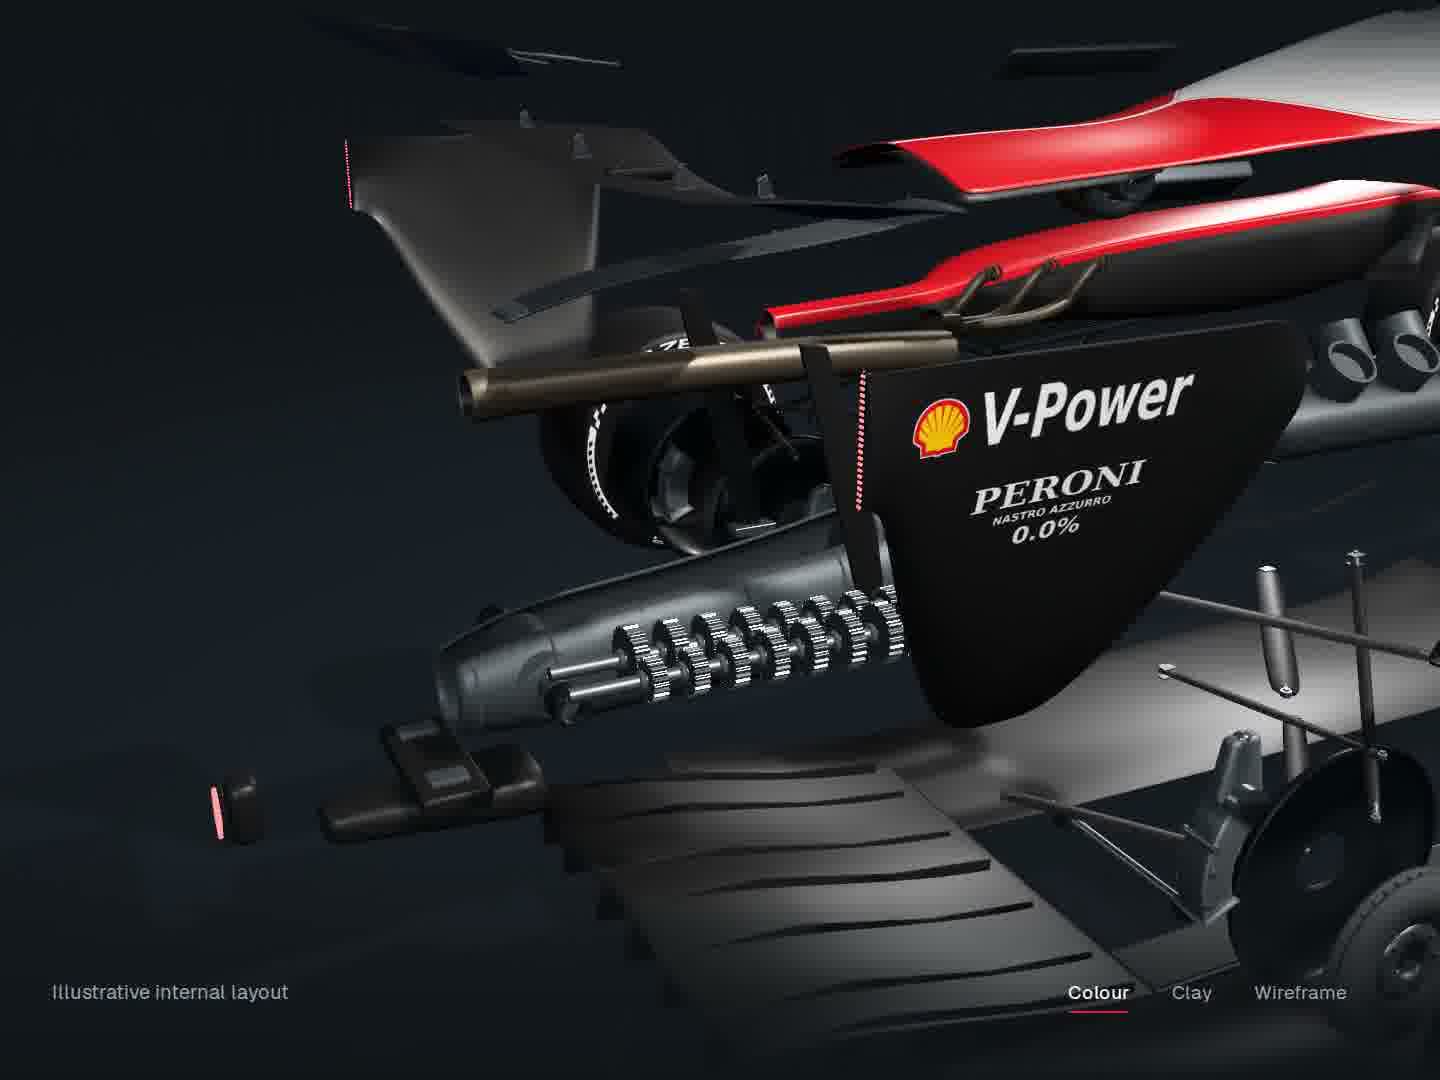 V-Power
PERONI
NASTRO AZZURRO
0.0%
Illustrative internal layout
Colour
Clay
Wireframe